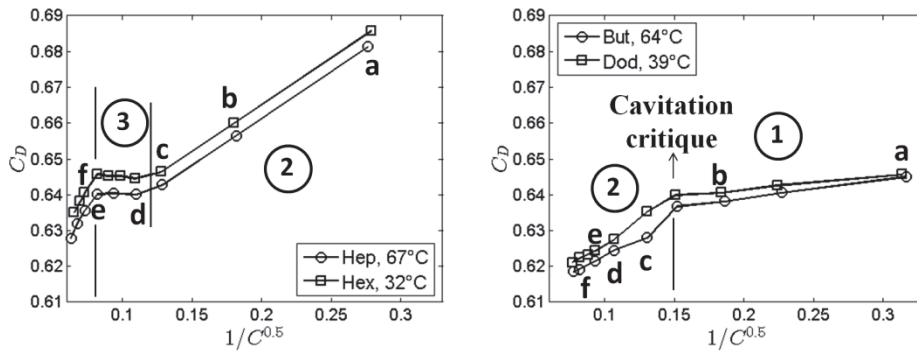 0.69
0.68
0.67
0.66
0.65
0.64
0.63
0.62
0.61
C_D
0.1 0.15 0.2 0.25 0.3
1/C^{0.5}
3
2
a
b
c
d
e
f
Hep, 67°C
Hex, 32°C
0.69
0.68
0.67
0.66
0.65
0.64
0.63
0.62
0.61
C_D
0.1 0.15 0.2 0.25 0.3
1/C^{0.5}
But, 64°C
Dod, 39°C
Cavitation
critique
1
2
a
b
c
d
e
f